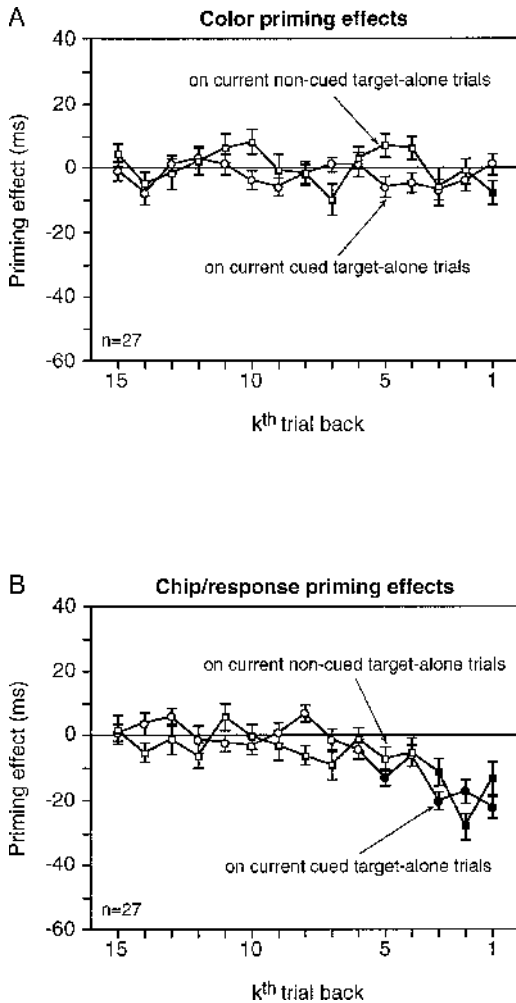 A
Color priming effects
40
on current non-cued target-alone trials
20
0
-20
on current cued target-alone trials
-40
n=27
-60
Priming effect (ms)
15 10 5 1
kth trial back
B
Chip/response priming effects
40
on current non-cued target-alone trials
20
0
-20
-40
on current cued target-alone trials
n=27
-60
Priming effect (ms)
15 10 5 1
kth trial back